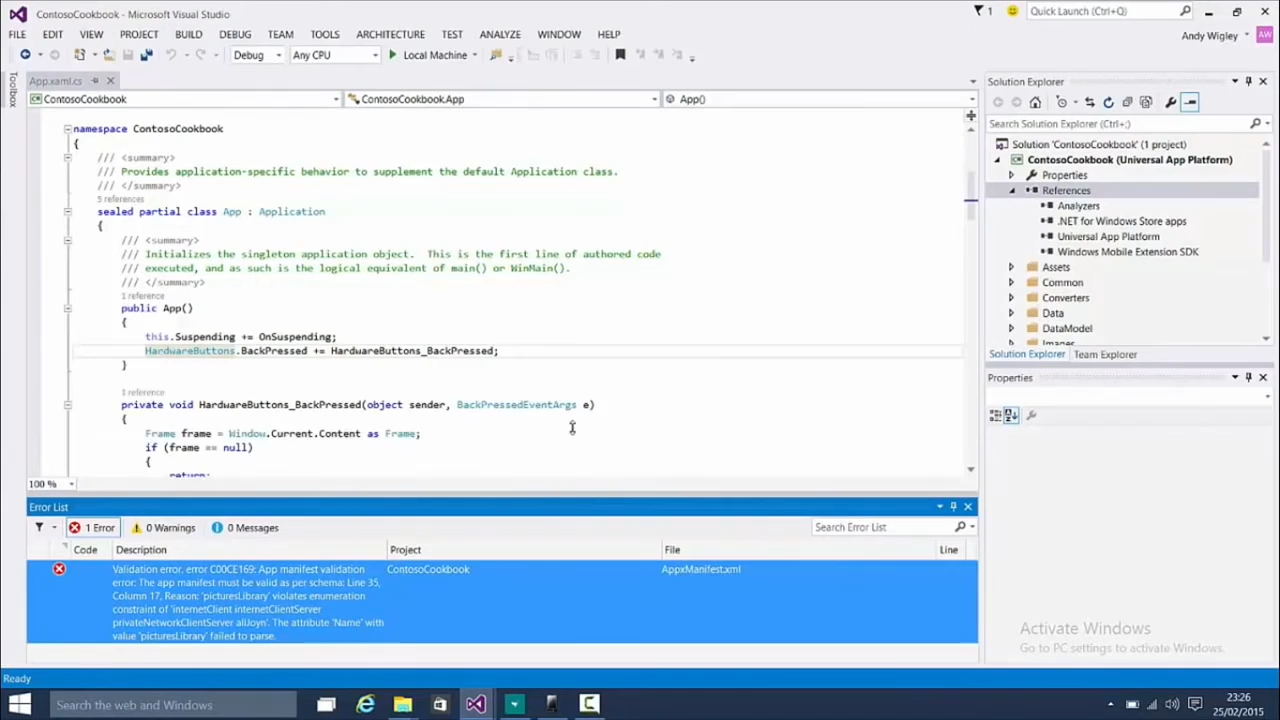 ContosoCookbook - Microsoft Visual Studio
1
Quick Launch (Ctrl+Q)
FILE EDIT VIEW PROJECT BUILD DEBUG TEAM TOOLS ARCHITECTURE TEST ANALYZE WINDOW HELP
Andy Wigley AW
Debug Any CPU Local Machine
Toolbox
App.xaml.cs
ContosoCookbook ContosoCookbook.App App()
namespace ContosoCookbook
{
/// <summary>
/// Provides application-specific behavior to supplement the default Application class.
/// </summary>
5 references
sealed partial class App : Application
{
/// <summary>
/// Initializes the singleton application object.  This is the first line of authored code
/// executed, and as such is the logical equivalent of main() or WinMain().
/// </summary>
1 reference
public App()
{
this.Suspending += OnSuspending;
HardwareButtons.BackPressed += HardwareButtons_BackPressed;
}
1 reference
private void HardwareButtons_BackPressed(object sender, BackPressedEventArgs e)
{
Frame frame = Window.Current.Content as Frame;
if (frame == null)
{
return;
100 %
Solution Explorer
Search Solution Explorer (Ctrl+;)
Solution 'ContosoCookbook' (1 project)
ContosoCookbook (Universal App Platform)
Properties
References
Analyzers
.NET for Windows Store apps
Universal App Platform
Windows Mobile Extension SDK
Assets
Common
Converters
Data
DataModel
Images
Solution Explorer Team Explorer
Properties
Error List
1 Error 0 Warnings 0 Messages
Search Error List
Code Description Project File Line
Validation error. error C00CE169: App manifest validation
error: The app manifest must be valid as per schema: Line 35,
Column 17, Reason: 'picturesLibrary' violates enumeration
constraint of 'internetClient internetClientServer
privateNetworkClientServer allJoyn'. The attribute 'Name' with
value 'picturesLibrary' failed to parse.
ContosoCookbook
AppxManifest.xml
Activate Windows
Go to PC settings to activate Windows.
Ready
Search the web and Windows
23:26
25/02/2015